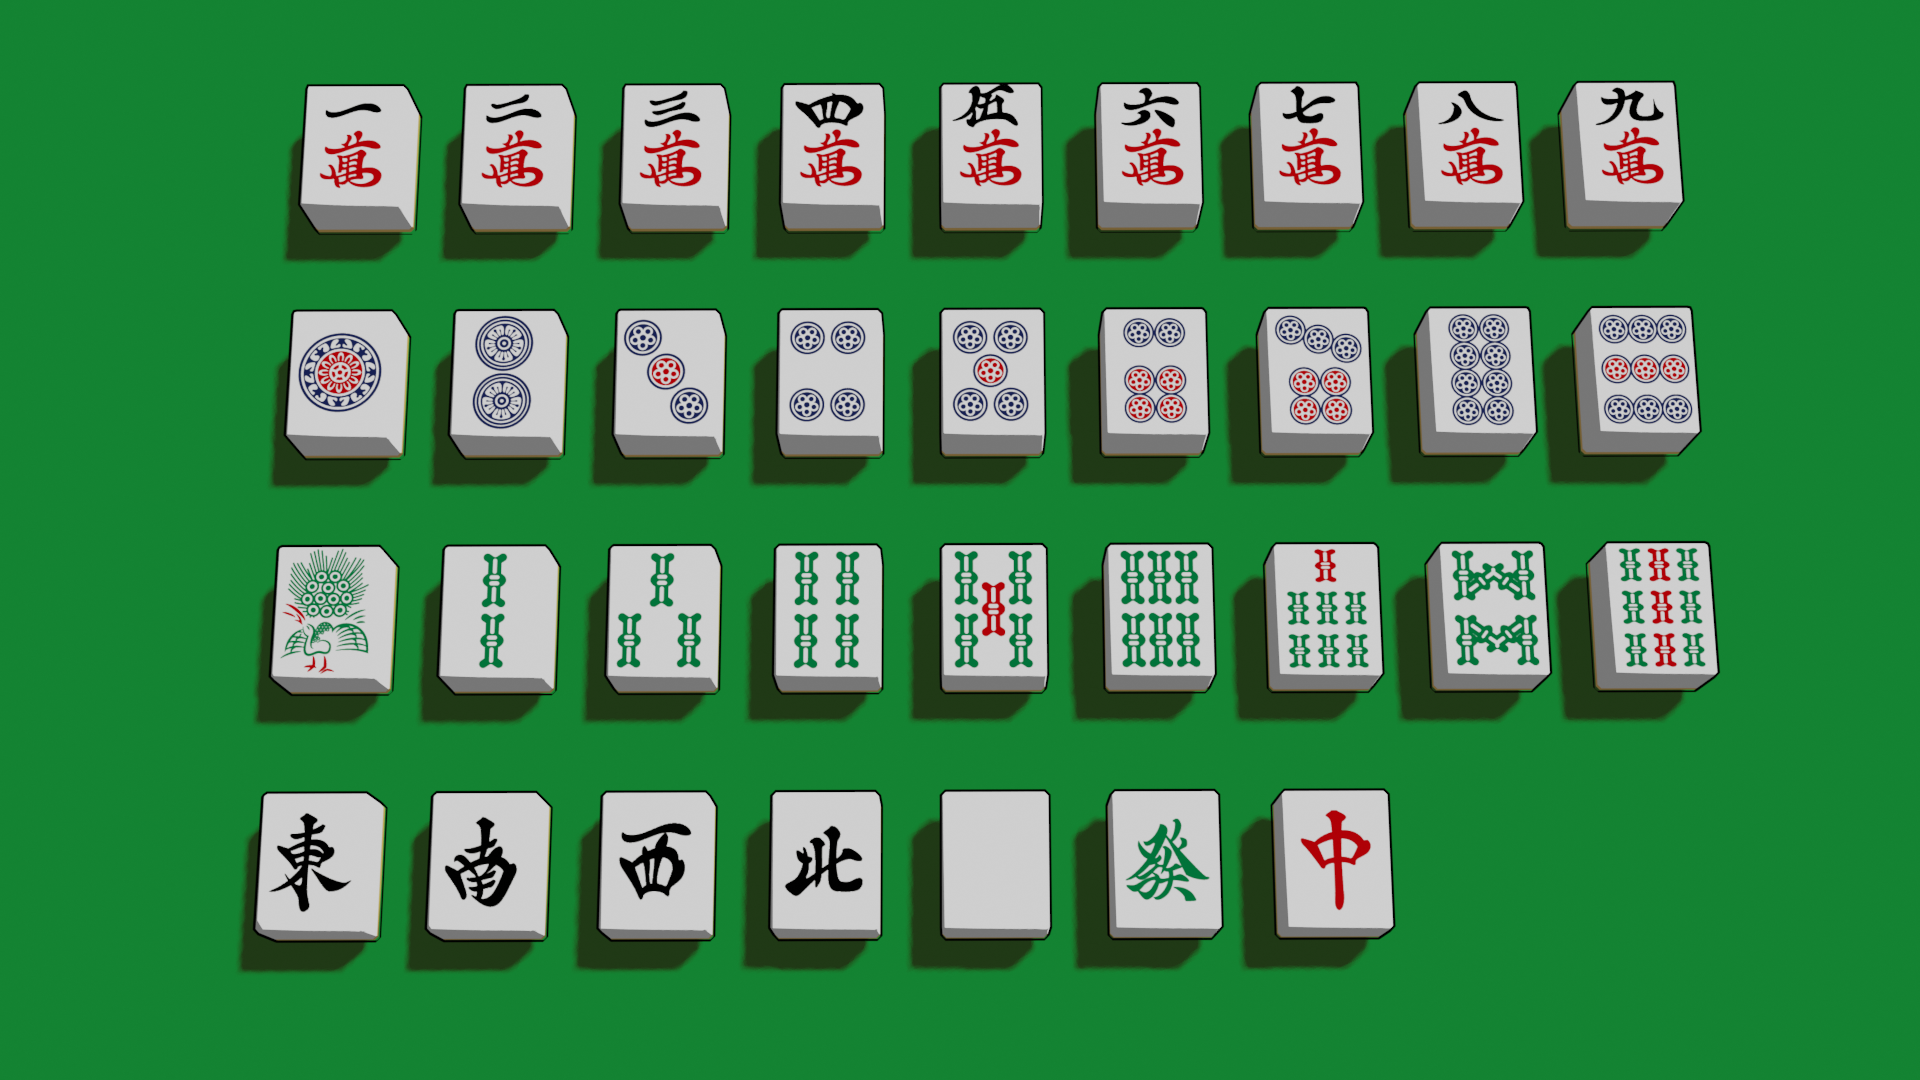 一萬 二萬 三萬 四萬 伍萬 六萬 七萬 八萬 九萬
東 南 西 北 發 中